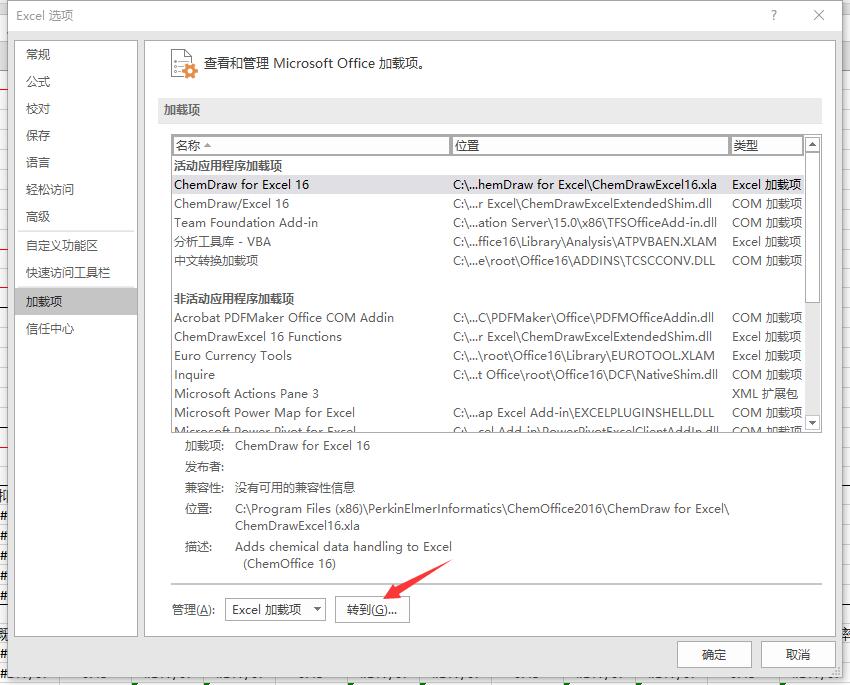 Excel 选项
常规
公式
校对
保存
语言
轻松访问
高级
自定义功能区
快速访问工具栏
加载项
信任中心
查看和管理 Microsoft Office 加载项。
加载项
名称 位置 类型
活动应用程序加载项
ChemDraw for Excel 16 C:\...hemDraw for Excel\ChemDrawExcel16.xla Excel 加载项
ChemDraw/Excel 16 C:\...r Excel\ChemDrawExcelExtendedShim.dll COM 加载项
Team Foundation Add-in C:\...ation Server\15.0\x86\TFSOfficeAdd-in.dll COM 加载项
分析工具库 - VBA C:\...ffice16\Library\Analysis\ATPVBAEN.XLAM Excel 加载项
中文转换加载项 C:\...e\root\Office16\ADDINS\TCSCCONV.DLL COM 加载项
非活动应用程序加载项
Acrobat PDFMaker Office COM Addin C:\...C\PDFMaker\Office\PDFMOfficeAddin.dll COM 加载项
ChemDrawExcel 16 Functions C:\...r Excel\ChemDrawExcelExtendedShim.dll Excel 加载项
Euro Currency Tools C:\...\root\Office16\Library\EUROTOOL.XLAM Excel 加载项
Inquire C:\...t Office\root\Office16\DCF\NativeShim.dll COM 加载项
Microsoft Actions Pane 3 XML 扩展包
Microsoft Power Map for Excel C:\...ap Excel Add-in\EXCELPLUGINSHELL.DLL COM 加载项
Microsoft Power Pivot for Excel C:\...cel Add-in\PowerPivotExcelClientAddIn.dll COM 加载项
加载项: ChemDraw for Excel 16
发布者:
兼容性: 没有可用的兼容性信息
位置: C:\Program Files (x86)\PerkinElmerInformatics\ChemOffice2016\ChemDraw for Excel\
ChemDrawExcel16.xla
描述: Adds chemical data handling to Excel
(ChemOffice 16)
管理(A): Excel 加载项 转到(G)...
确定 取消